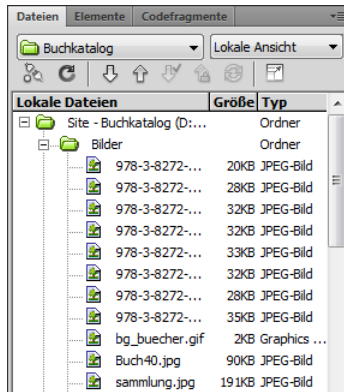 Dateien Elemente Codefragmente
Buchkatalog Lokale Ansicht
Lokale Dateien Größe Typ
Site - Buchkatalog (D:... Ordner
Bilder Ordner
978-3-8272-... 20KB JPEG-Bild
978-3-8272-... 28KB JPEG-Bild
978-3-8272-... 32KB JPEG-Bild
978-3-8272-... 32KB JPEG-Bild
978-3-8272-... 33KB JPEG-Bild
978-3-8272-... 32KB JPEG-Bild
978-3-8272-... 28KB JPEG-Bild
978-3-8272-... 35KB JPEG-Bild
bg_buecher.gif 2KB Graphics ...
Buch40.jpg 90KB JPEG-Bild
sammlung.jpg 191KB JPEG-Bild